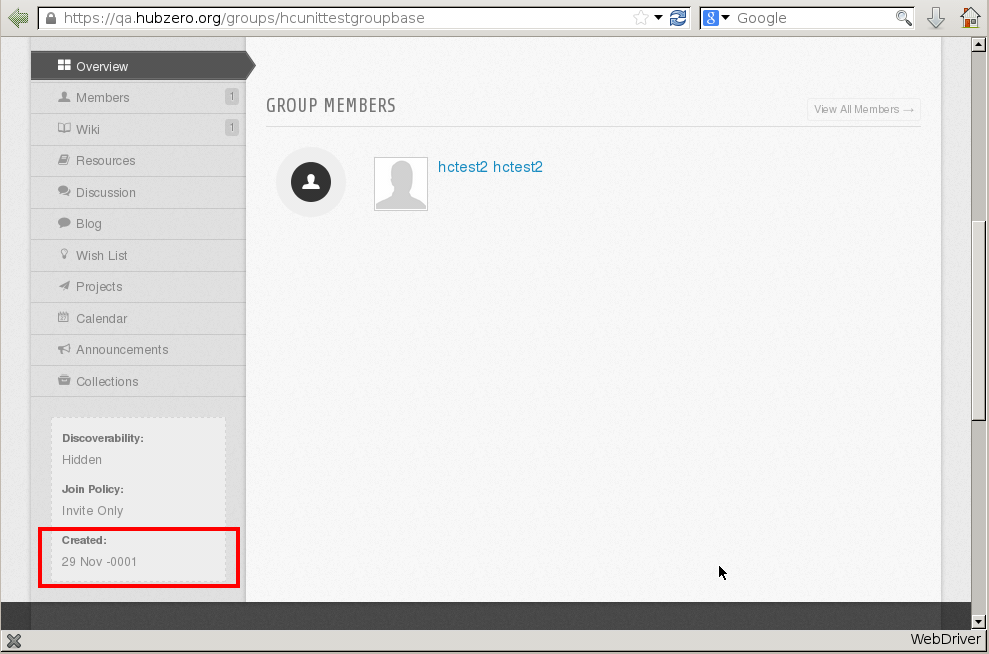 https://qa.hubzero.org/groups/hcunittestgroupbase
8 Google
Overview
Members 1
Wiki 1
Resources
Discussion
Blog
Wish List
Projects
Calendar
Announcements
Collections
Discoverability:
Hidden
Join Policy:
Invite Only
Created:
29 Nov -0001
GROUP MEMBERS
View All Members →
hctest2 hctest2
WebDriver